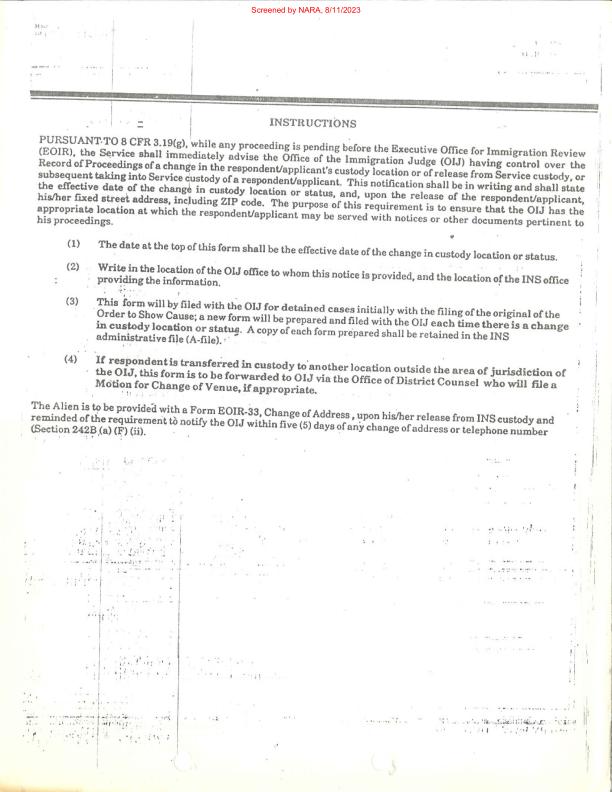 Screened by NARA, 8/11/2023
INSTRUCTIONS
PURSUANT TO 8 CFR 3.19(g), while any proceeding is pending before the Executive Office for Immigration Review
(EOIR), the Service shall immediately advise the Office of the Immigration Judge (OIJ) having control over the
Record of Proceedings of a change in the respondent/applicant's custody location or of release from Service custody, or
subsequent taking into Service custody of a respondent/applicant. This notification shall be in writing and shall state
the effective date of the change in custody location or status, and, upon the release of the respondent/applicant,
his/her fixed street address, including ZIP code. The purpose of this requirement is to ensure that the OIJ has the
appropriate location at which the respondent/applicant may be served with notices or other documents pertinent to
his proceedings.
(1) The date at the top of this form shall be the effective date of the change in custody location or status.
(2) Write in the location of the OIJ office to whom this notice is provided, and the location of the INS office
providing the information.
(3) This form will by filed with the OIJ for detained cases initially with the filing of the original of the
Order to Show Cause; a new form will be prepared and filed with the OIJ each time there is a change
in custody location or status. A copy of each form prepared shall be retained in the INS
administrative file (A-file).
(4) If respondent is transferred in custody to another location outside the area of jurisdiction of
the OIJ, this form is to be forwarded to OIJ via the Office of District Counsel who will file a
Motion for Change of Venue, if appropriate.
The Alien is to be provided with a Form EOIR-33, Change of Address, upon his/her release from INS custody and
reminded of the requirement to notify the OIJ within five (5) days of any change of address or telephone number
(Section 242B (a) (F) (ii).